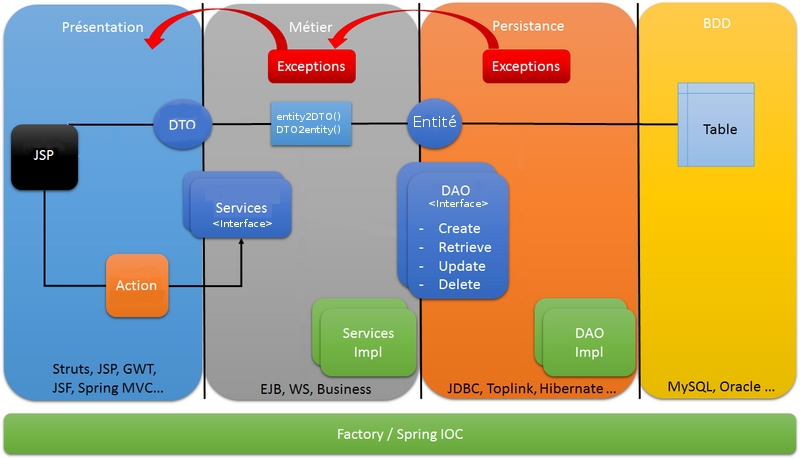 Présentation
Métier
Persistance
BDD
Exceptions
Exceptions
DTO
entity2DTO()
DTO2entity()
Entité
Table
JSP
Services
<Interface>
DAO
<Interface>
- Create
- Retrieve
- Update
- Delete
Action
Services
Impl
DAO
Impl
Struts, JSP, GWT,
JSF, Spring MVC...
EJB, WS, Business
JDBC, Toplink, Hibernate ...
MySQL, Oracle ...
Factory / Spring IOC